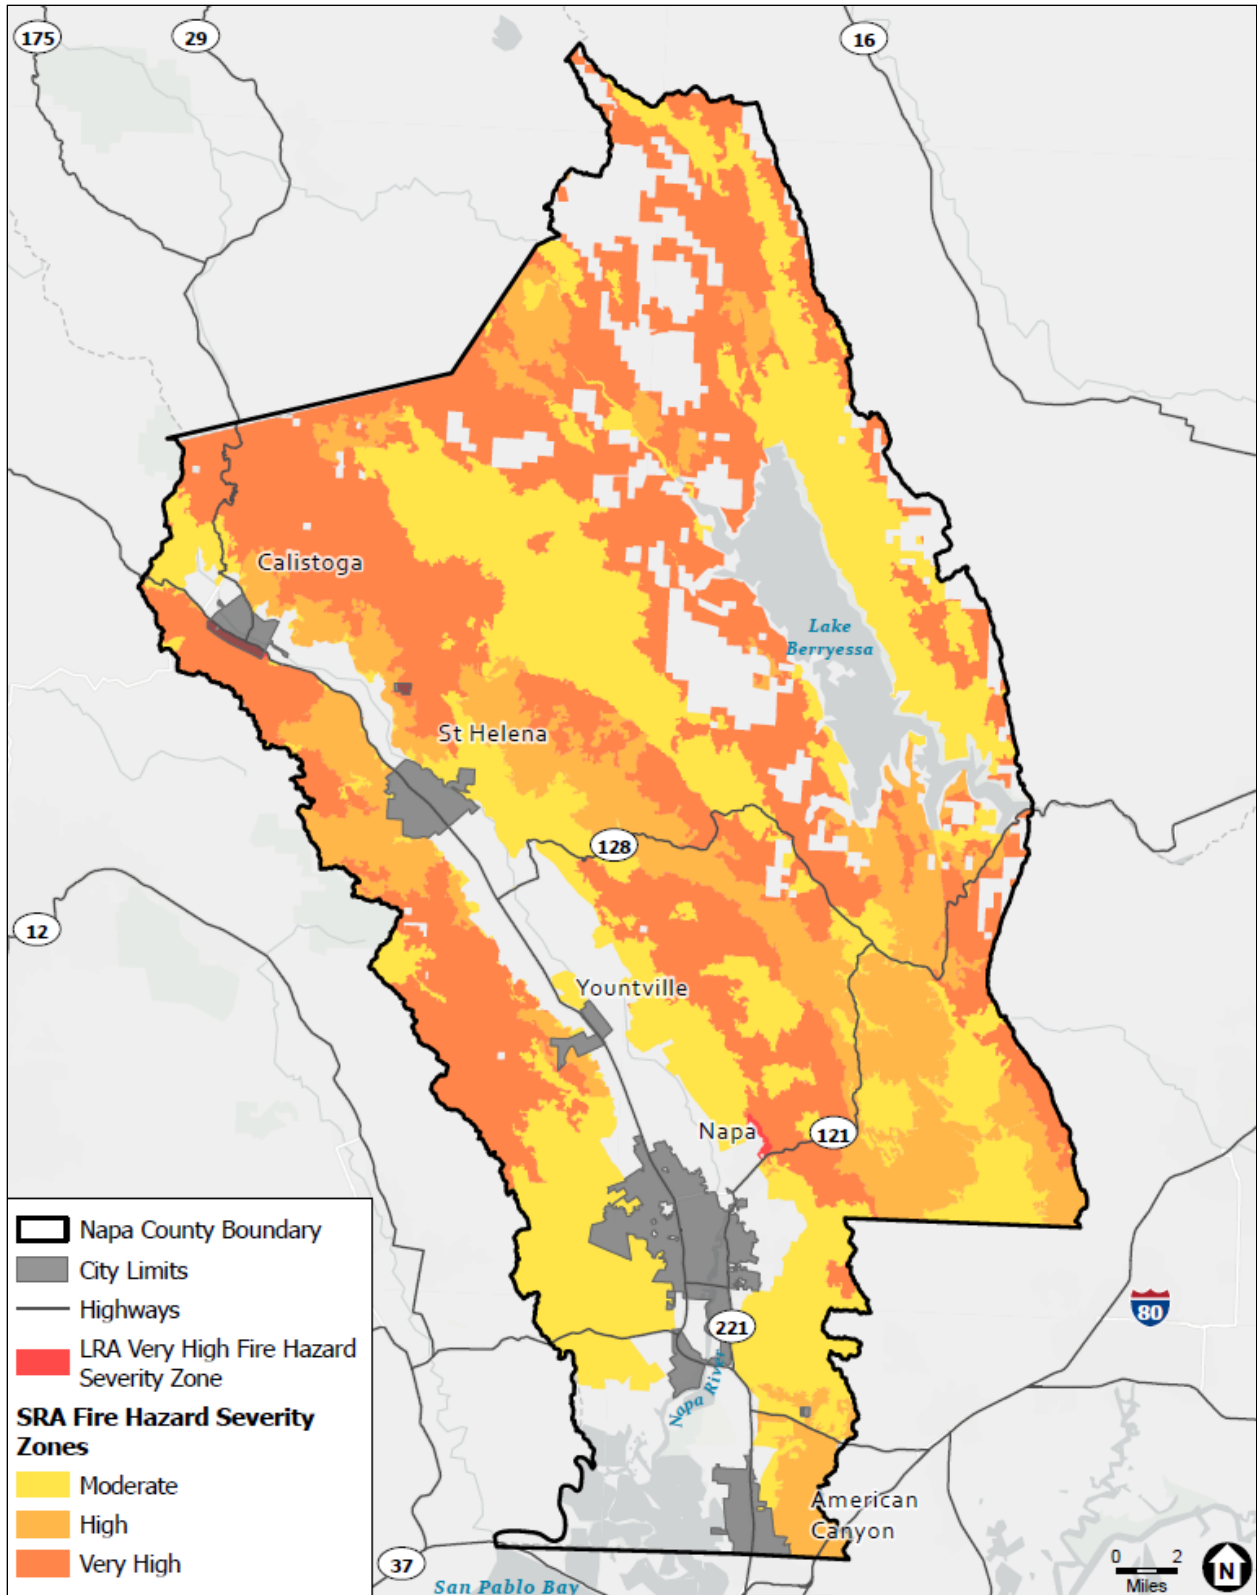 175
29
16
Calistoga
Lake
Berryessa
St Helena
128
12
Yountville
Napa
121
80
221
Napa River
American
Canyon
37
San Pablo Bay
Napa County Boundary
City Limits
Highways
LRA Very High Fire Hazard
Severity Zone
SRA Fire Hazard Severity
Zones
Moderate
High
Very High
0 2
Miles
N